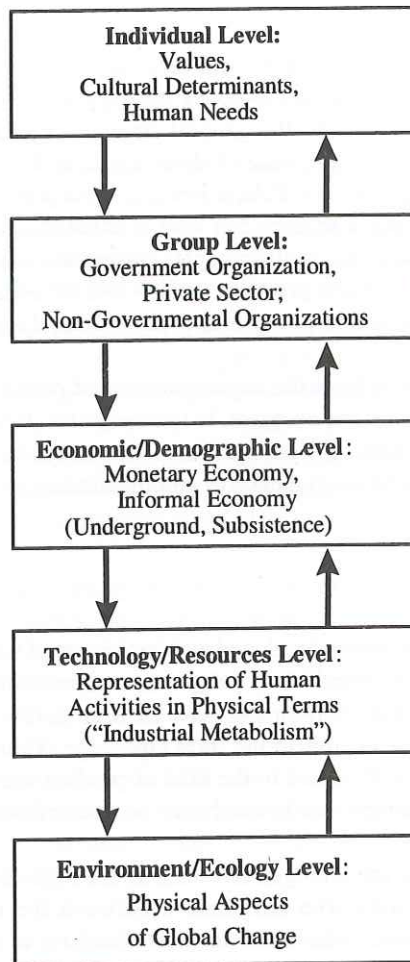 Individual Level:
Values,
Cultural Determinants,
Human Needs
Group Level:
Government Organization,
Private Sector;
Non-Governmental Organizations
Economic/Demographic Level:
Monetary Economy,
Informal Economy
(Underground, Subsistence)
Technology/Resources Level:
Representation of Human
Activities in Physical Terms
(“Industrial Metabolism”)
Environment/Ecology Level:
Physical Aspects
of Global Change